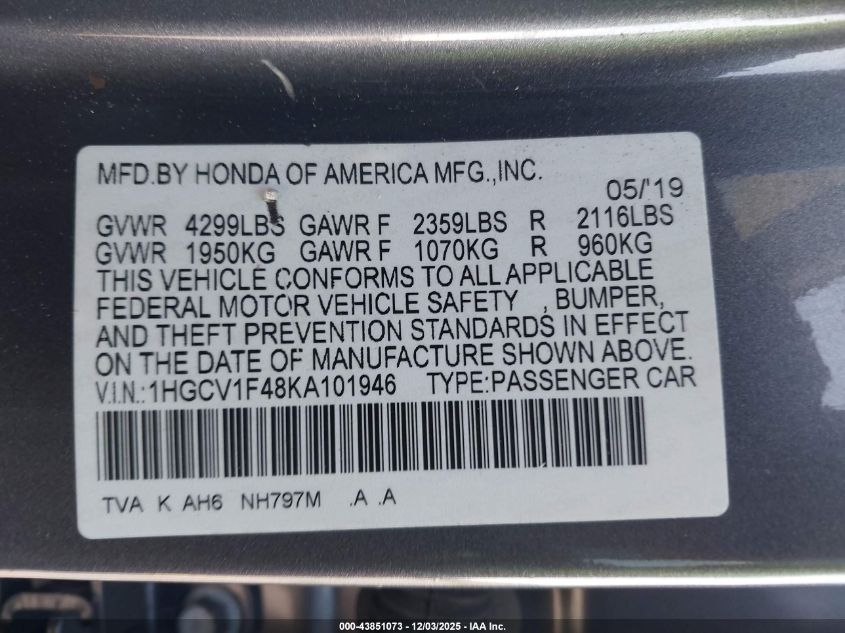 MFD.BY HONDA OF AMERICA MFG.,INC.
05/'19
GVWR 4299LBS GAWR F 2359LBS R 2116LBS
GVWR 1950KG GAWR F 1070KG R 960KG
THIS VEHICLE CONFORMS TO ALL APPLICABLE
FEDERAL MOTOR VEHICLE SAFETY , BUMPER,
AND THEFT PREVENTION STANDARDS IN EFFECT
ON THE DATE OF MANUFACTURE SHOWN ABOVE.
V.I.N.:1HGCV1F48KA101946 TYPE:PASSENGER CAR
TVA K AH6 NH797M .A .A
000-43851073 - 12/03/2025 - IAA Inc.